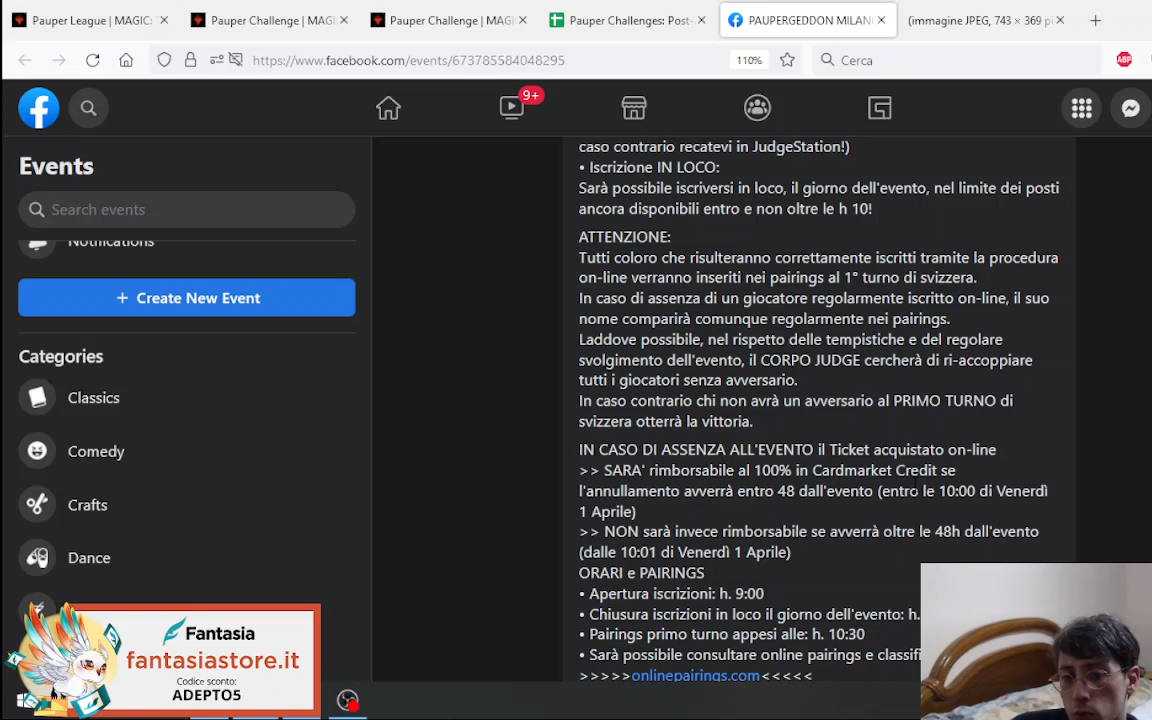 Pauper League | MAGIC:
Pauper Challenge | MAGI
Pauper Challenge | MAGI
Pauper Challenges: Post-
PAUPERGEDDON MILAN
(immagine JPEG, 743 × 369 pi
https://www.facebook.com/events/673785584048295
110%
Cerca
ABP
9+
Events
Search events
Notifications
+ Create New Event
Categories
Classics
Comedy
Crafts
Dance
caso contrario recatevi in JudgeStation!)
• Iscrizione IN LOCO:
Sarà possibile iscriversi in loco, il giorno dell'evento, nel limite dei posti
ancora disponibili entro e non oltre le h 10!
ATTENZIONE:
Tutti coloro che risulteranno correttamente iscritti tramite la procedura
on-line verranno inseriti nei pairings al 1° turno di svizzera.
In caso di assenza di un giocatore regolarmente iscritto on-line, il suo
nome comparirà comunque regolarmente nei pairings.
Laddove possibile, nel rispetto delle tempistiche e del regolare
svolgimento dell'evento, il CORPO JUDGE cercherà di ri-accoppiare
tutti i giocatori senza avversario.
In caso contrario chi non avrà un avversario al PRIMO TURNO di
svizzera otterrà la vittoria.
IN CASO DI ASSENZA ALL'EVENTO il Ticket acquistato on-line
>> SARA' rimborsabile al 100% in Cardmarket Credit se
l'annullamento avverrà entro 48 dall'evento (entro le 10:00 di Venerdì
1 Aprile)
>> NON sarà invece rimborsabile se avverrà oltre le 48h dall'evento
(dalle 10:01 di Venerdì 1 Aprile)
ORARI e PAIRINGS
• Apertura iscrizioni: h. 9:00
• Chiusura iscrizioni in loco il giorno dell'evento: h.
• Pairings primo turno appesi alle: h. 10:30
• Sarà possibile consultare online pairings e classifi
>>>>>onlinepairings.com<<<<<
Fantasia
fantasiastore.it
Codice sconto:
ADEPTO5